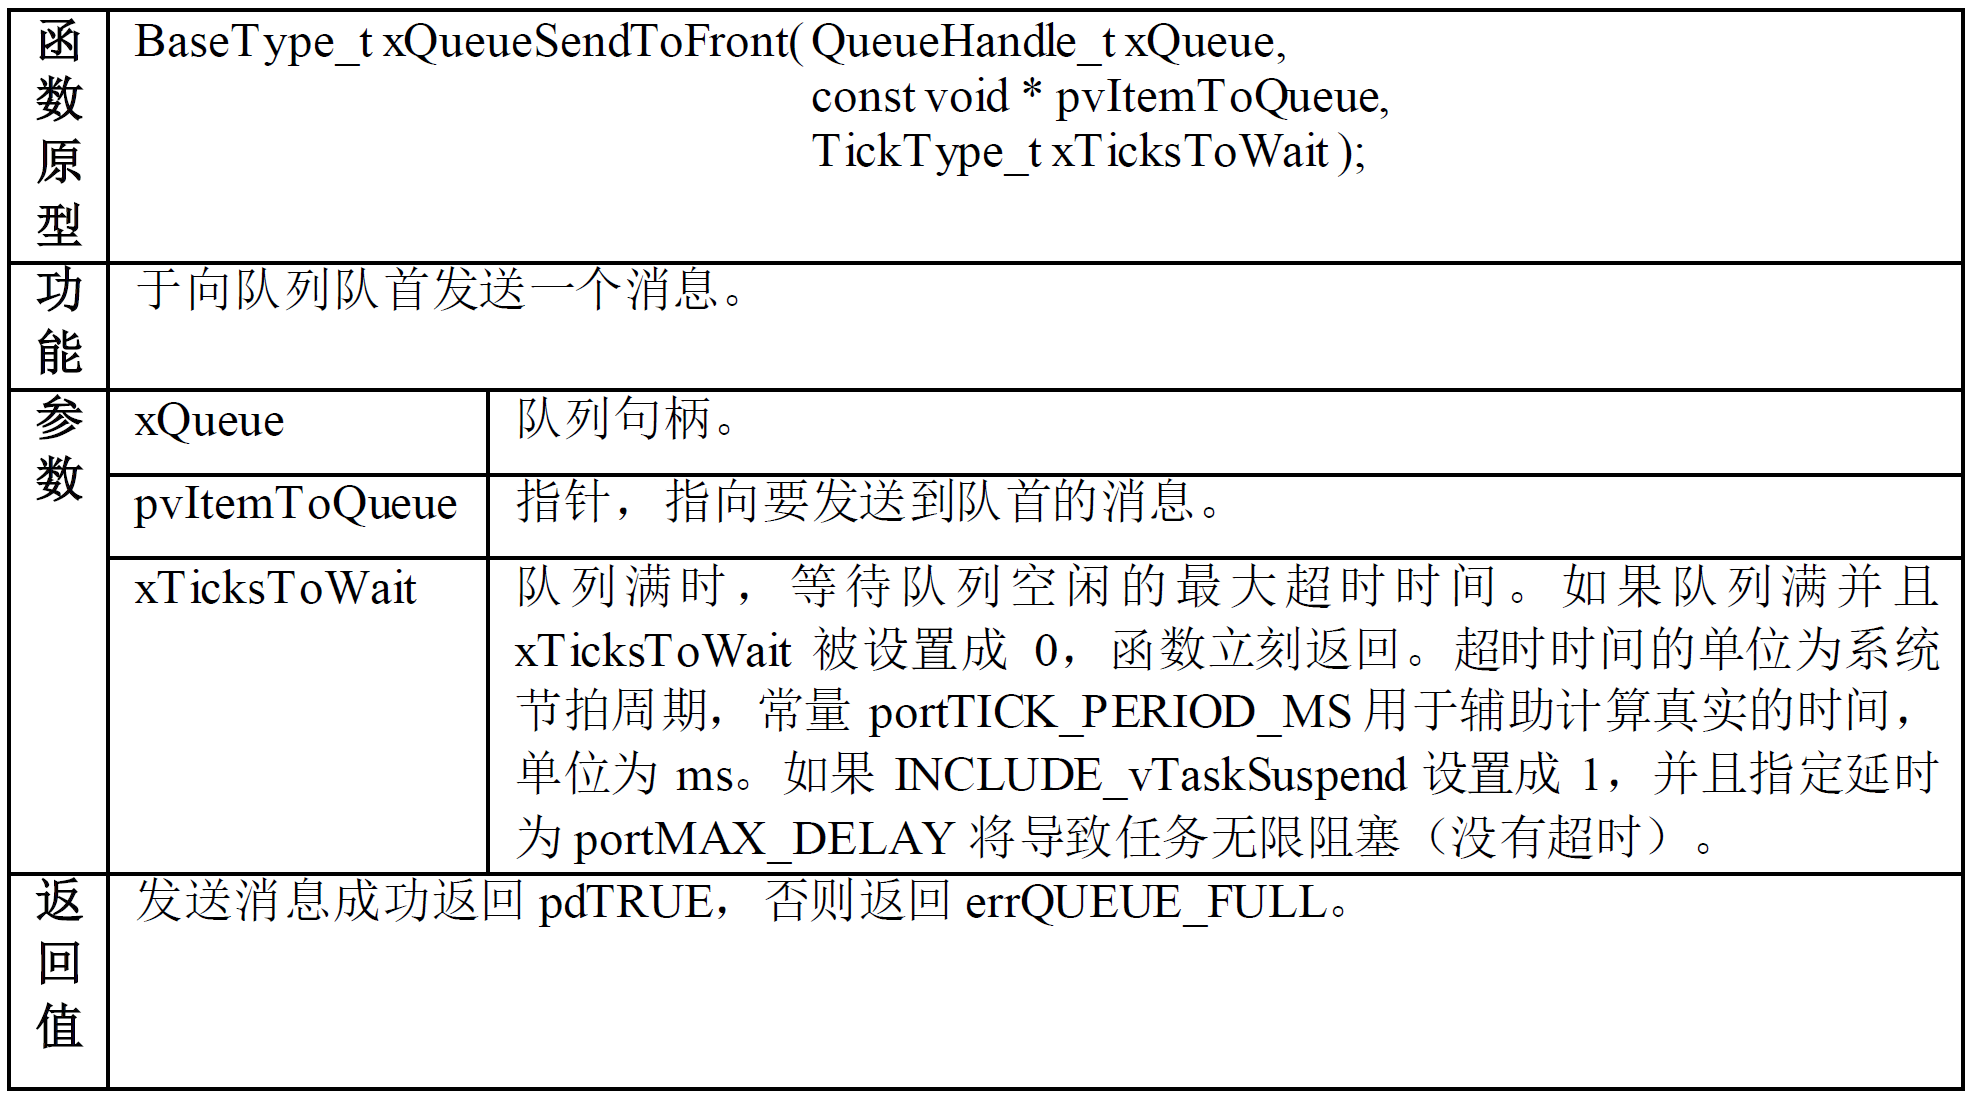 函数原型
BaseType_t xQueueSendToFront( QueueHandle_t xQueue,
const void * pvItemToQueue,
TickType_t xTicksToWait );
功能
于向队列队首发送一个消息。
参数
xQueue
队列句柄。
pvItemToQueue
指针，指向要发送到队首的消息。
xTicksToWait
队列满时，等待队列空闲的最大超时时间。如果队列满并且
xTicksToWait 被设置成 0，函数立刻返回。超时时间的单位为系统
节拍周期，常量 portTICK_PERIOD_MS 用于辅助计算真实的时间，
单位为 ms。如果 INCLUDE_vTaskSuspend 设置成 1，并且指定延时
为 portMAX_DELAY 将导致任务无限阻塞（没有超时）。
返回值
发送消息成功返回 pdTRUE，否则返回 errQUEUE_FULL。